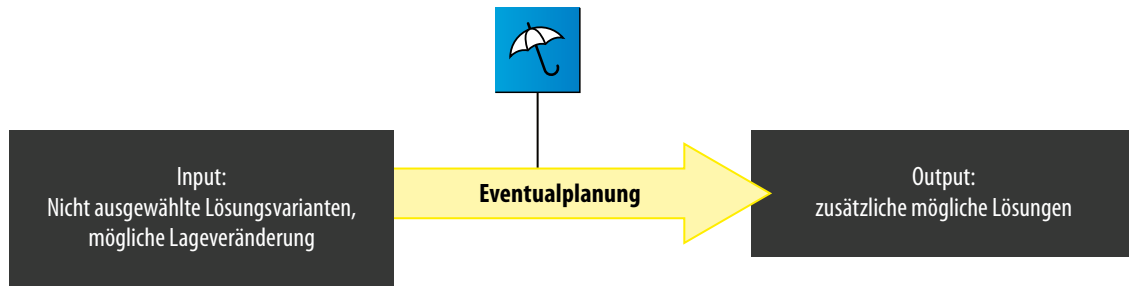 Input:
Nicht ausgewählte Lösungsvarianten,
mögliche Lageveränderung
Eventualplanung
Output:
zusätzliche mögliche Lösungen